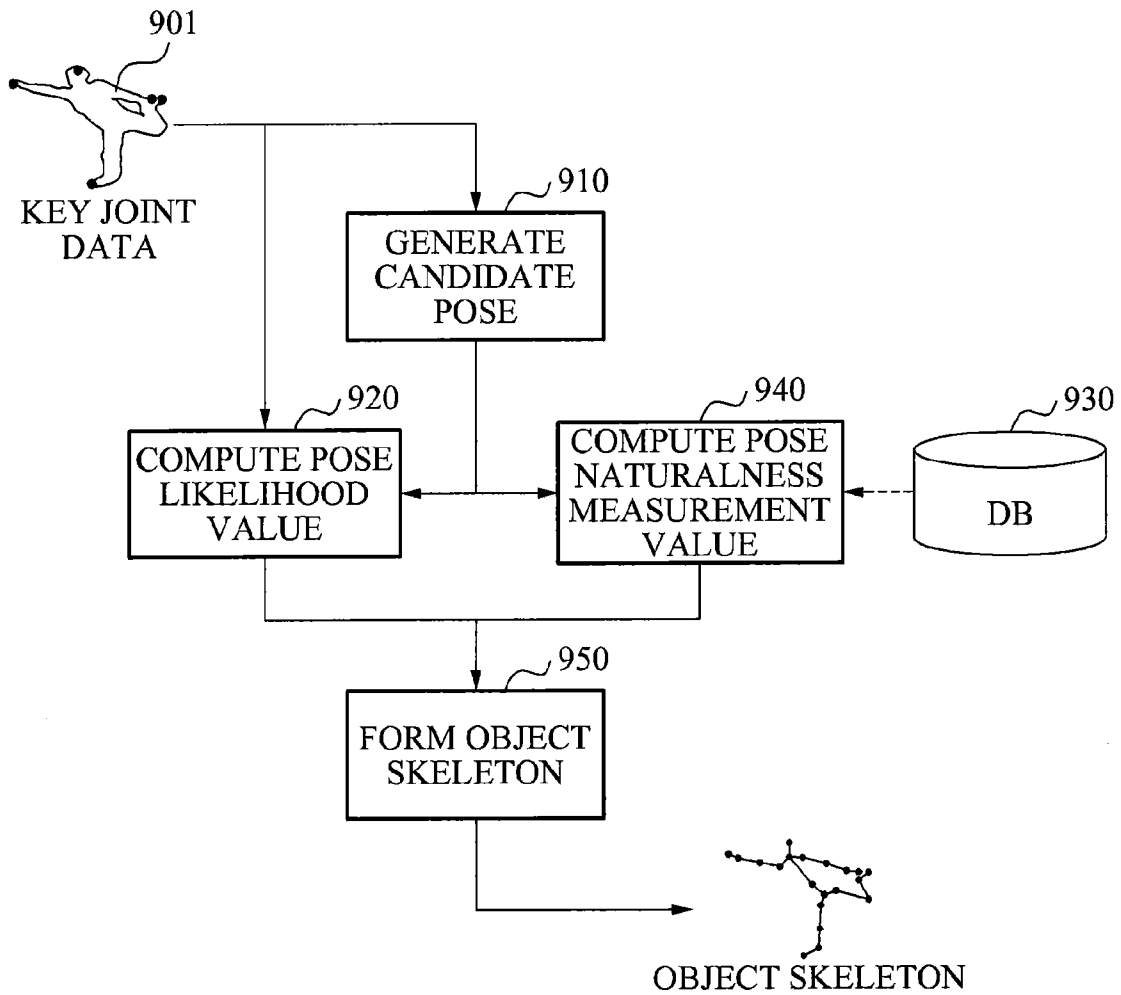 901
KEY JOINT
DATA
910
GENERATE
CANDIDATE
POSE
920
COMPUTE POSE
LIKELIHOOD
VALUE
940
COMPUTE POSE
NATURALNESS
MEASUREMENT
VALUE
930
DB
950
FORM OBJECT
SKELETON
OBJECT SKELETON